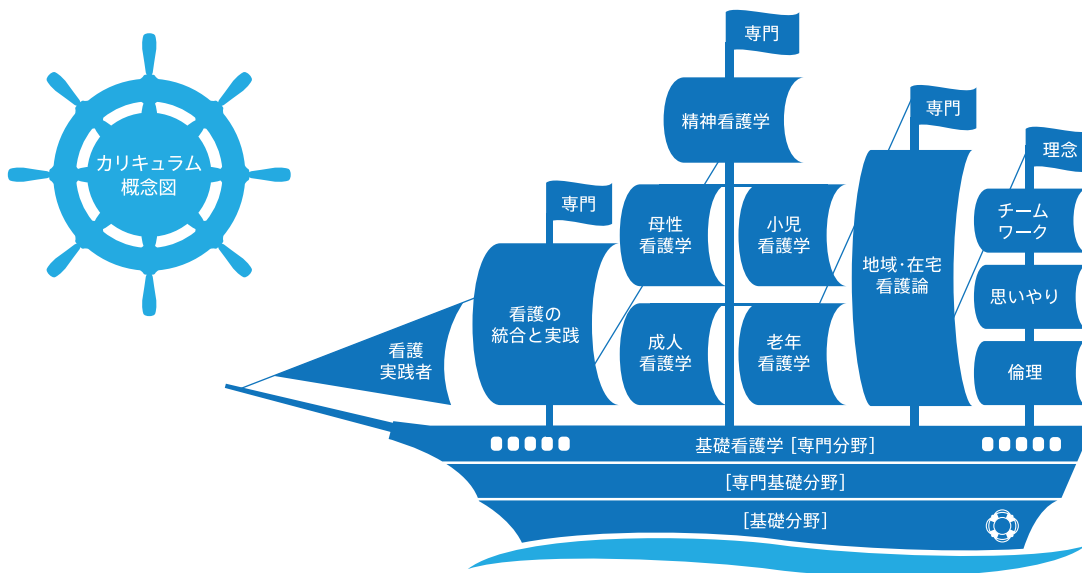 カリキュラム
概念図
専門
精神看護学
専門
理念
専門
母性
看護学
小児
看護学
チーム
ワーク
地域・在宅
看護論
思いやり
看護の
統合と実践
成人
看護学
老年
看護学
看護
実践者
倫理
基礎看護学 [専門分野]
[専門基礎分野]
[基礎分野]